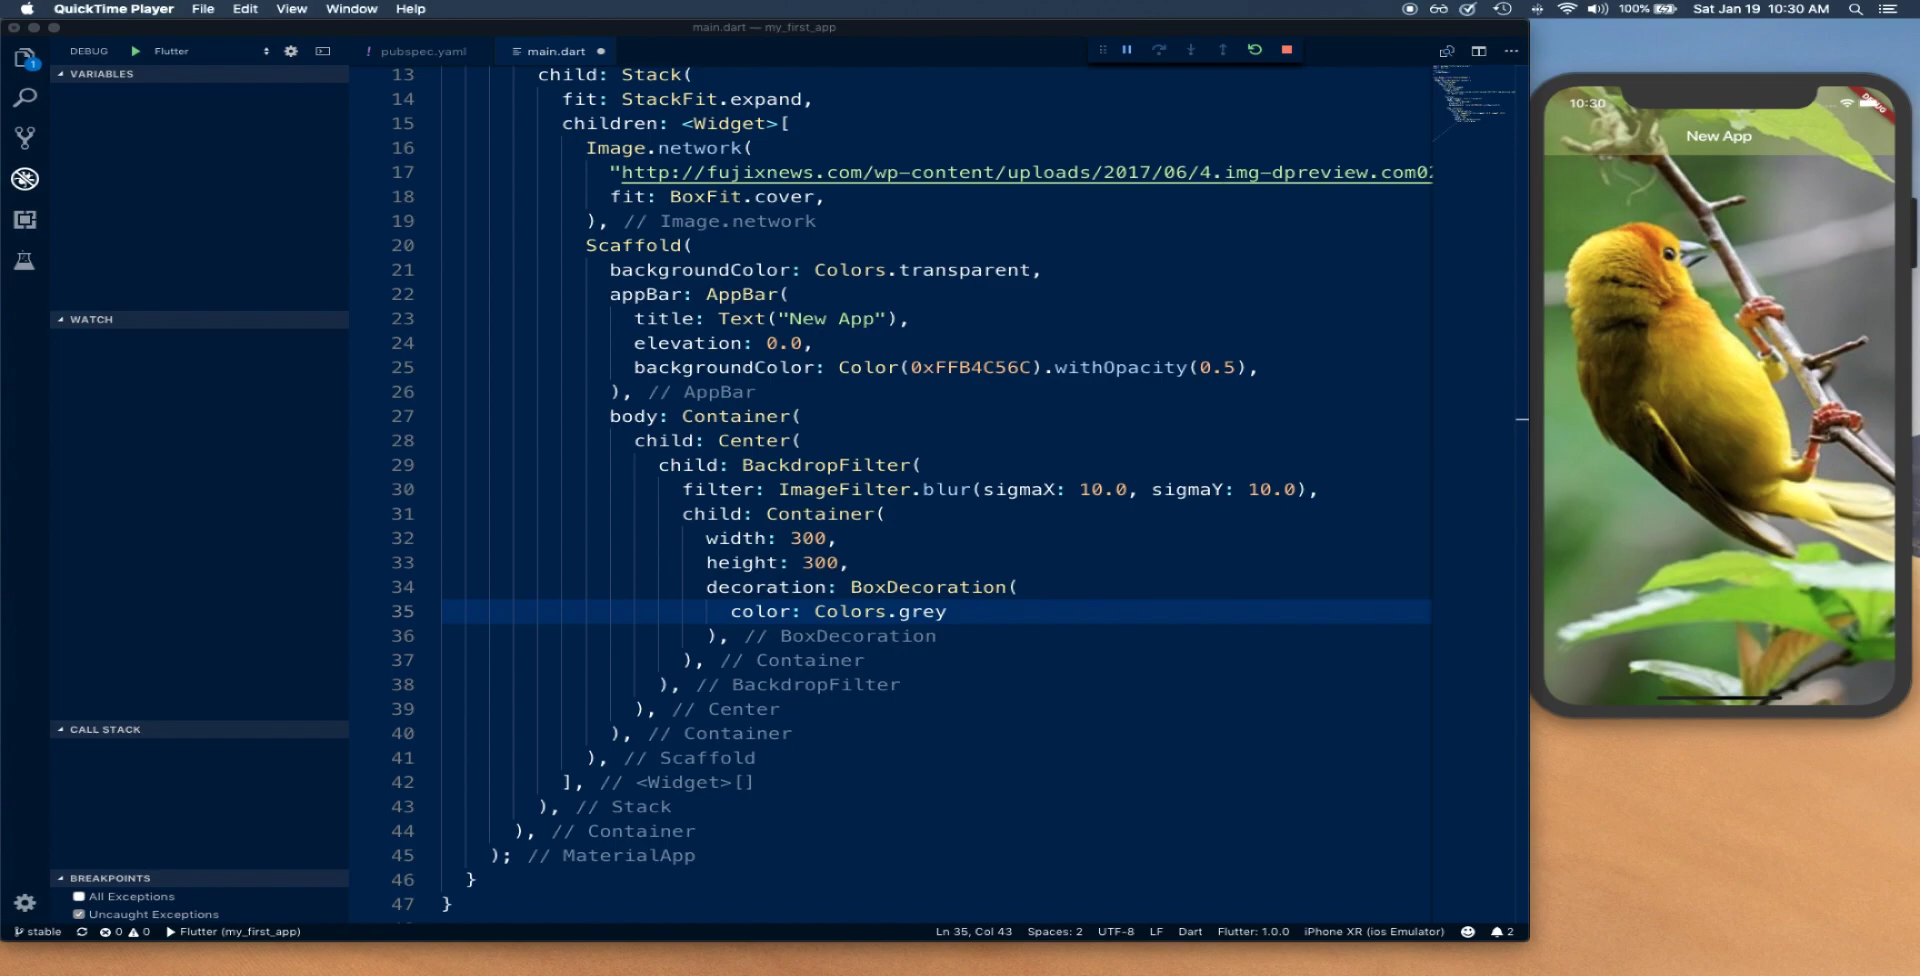 QuickTime Player File Edit View Window Help
100% Sat Jan 19 10:30 AM
main.dart — my_first_app
1
DEBUG Flutter
! pubspec.yaml
main.dart
VARIABLES
WATCH
CALL STACK
BREAKPOINTS
All Exceptions
Uncaught Exceptions
13 child: Stack(
14 fit: StackFit.expand,
15 children: <Widget>[
16 Image.network(
17 "http://fujixnews.com/wp-content/uploads/2017/06/4.img-dpreview.com0
18 fit: BoxFit.cover,
19 ), // Image.network
20 Scaffold(
21 backgroundColor: Colors.transparent,
22 appBar: AppBar(
23 title: Text("New App"),
24 elevation: 0.0,
25 backgroundColor: Color(0xFFB4C56C).withOpacity(0.5),
26 ), // AppBar
27 body: Container(
28 child: Center(
29 child: BackdropFilter(
30 filter: ImageFilter.blur(sigmaX: 10.0, sigmaY: 10.0),
31 child: Container(
32 width: 300,
33 height: 300,
34 decoration: BoxDecoration(
35 color: Colors.grey
36 ), // BoxDecoration
37 ), // Container
38 ), // BackdropFilter
39 ), // Center
40 ), // Container
41 ), // Scaffold
42 ], // <Widget>[]
43 ), // Stack
44 ), // Container
45 ); // MaterialApp
46 }
47 }
stable 0 0 Flutter (my_first_app)
Ln 35, Col 43 Spaces: 2 UTF-8 LF Dart Flutter: 1.0.0 iPhone XR (ios Emulator) 2
10:30
DEBUG
New App